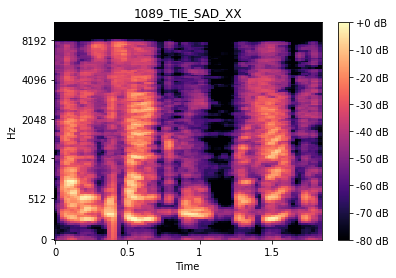 1089_TIE_SAD_XX
+0 dB
8192
-10 dB
4096
-20 dB
-30 dB
2048
Hz
-40 dB
1024
-50 dB
512
-60 dB
-70 dB
0
-80 dB
0 0.5 1 1.5
Time